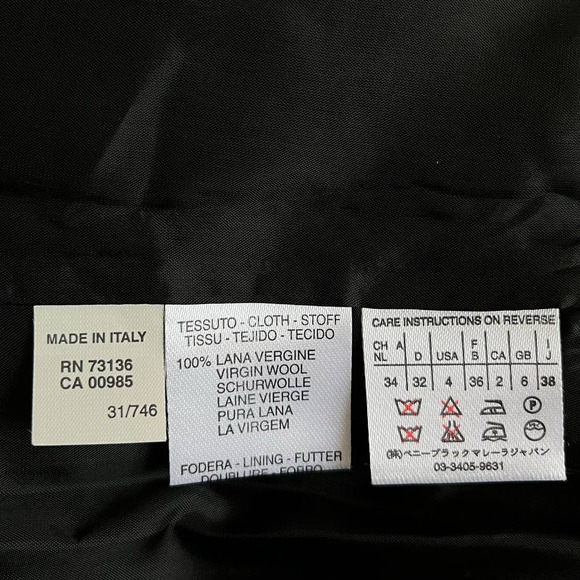 MADE IN ITALY
RN 73136
CA 00985
31/746
TESSUTO - CLOTH - STOFF
TISSU - TEJIDO - TECIDO
100% LANA VERGINE
VIRGIN WOOL
SCHURWOLLE
LAINE VIERGE
PURA LANA
LA VIRGEM
FODERA - LINING - FUTTER
DOUBLURE - FORRO
CARE INSTRUCTIONS ON REVERSE
CH A D USA F CA GB I
NL B J
34 32 4 36 2 6 38
P
(株)ペニーブラックマレーラジャパン
03-3405-9631